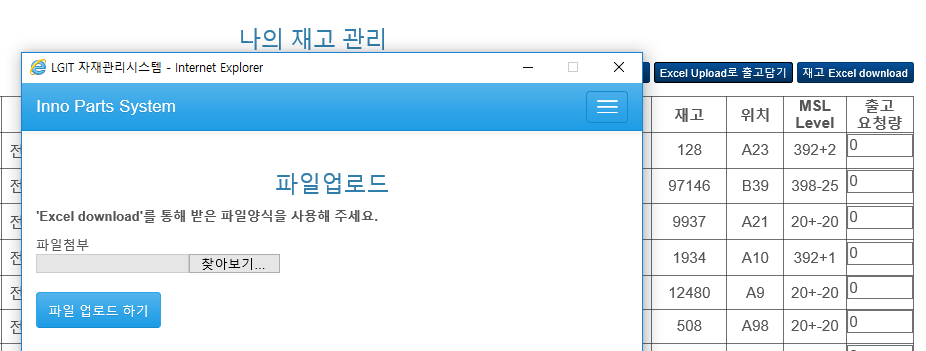 나의 재고 관리
LGIT 자재관리시스템 - Internet Explorer
Excel Upload로 출고담기
재고 Excel download
Inno Parts System
재고 위치 MSL Level 출고 요청량
128 A23 392+2 0
97146 B39 398-25 0
9937 A21 20+-20 0
1934 A10 392+1 0
12480 A9 20+-20 0
508 A98 20+-20 0
파일업로드
'Excel download'를 통해 받은 파일양식을 사용해 주세요.
파일첨부
찾아보기...
파일 업로드 하기